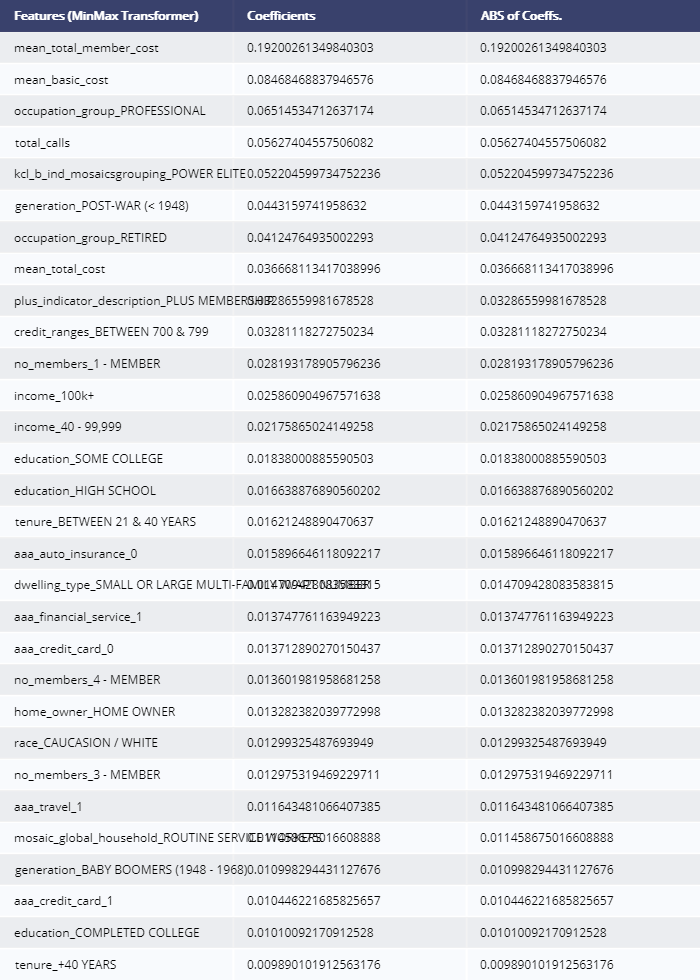 Features (MinMax Transformer) Coefficients ABS of Coeffs.
mean_total_member_cost 0.19200261349840303 0.19200261349840303
mean_basic_cost 0.08468468837946576 0.08468468837946576
occupation_group_PROFESSIONAL 0.06514534712637174 0.06514534712637174
total_calls 0.05627404557506082 0.05627404557506082
kcl_b_ind_mosaicsgrouping_POWER ELITE 0.052204599734752236 0.052204599734752236
generation_POST-WAR (< 1948) 0.0443159741958632 0.0443159741958632
occupation_group_RETIRED 0.04124764935002293 0.04124764935002293
mean_total_cost 0.036668113417038996 0.036668113417038996
plus_indicator_description_PLUS MEMBERSHIP 0.03286559981678528 0.03286559981678528
credit_ranges_BETWEEN 700 & 799 0.03281118272750234 0.03281118272750234
no_members_1 - MEMBER 0.028193178905796236 0.028193178905796236
income_100k+ 0.025860904967571638 0.025860904967571638
income_40 - 99,999 0.02175865024149258 0.02175865024149258
education_SOME COLLEGE 0.01838000885590503 0.01838000885590503
education_HIGH SCHOOL 0.016638876890560202 0.016638876890560202
tenure_BETWEEN 21 & 40 YEARS 0.01621248890470637 0.01621248890470637
aaa_auto_insurance_0 0.015896646118092217 0.015896646118092217
dwelling_type_SMALL OR LARGE MULTI-FAMILY W/APT NUMBER 0.014709428083583815 0.014709428083583815
aaa_financial_service_1 0.013747761163949223 0.013747761163949223
aaa_credit_card_0 0.013712890270150437 0.013712890270150437
no_members_4 - MEMBER 0.013601981958681258 0.013601981958681258
home_owner_HOME OWNER 0.013282382039772998 0.013282382039772998
race_CAUCASION / WHITE 0.01299325487693949 0.01299325487693949
no_members_3 - MEMBER 0.012975319469229711 0.012975319469229711
aaa_travel_1 0.011643481066407385 0.011643481066407385
mosaic_global_household_ROUTINE SERVICE WORKERS 0.011458675016608888 0.011458675016608888
generation_BABY BOOMERS (1948 - 1968) 0.010998294431127676 0.010998294431127676
aaa_credit_card_1 0.010446221685825657 0.010446221685825657
education_COMPLETED COLLEGE 0.01010092170912528 0.01010092170912528
tenure_+40 YEARS 0.009890101912563176 0.009890101912563176